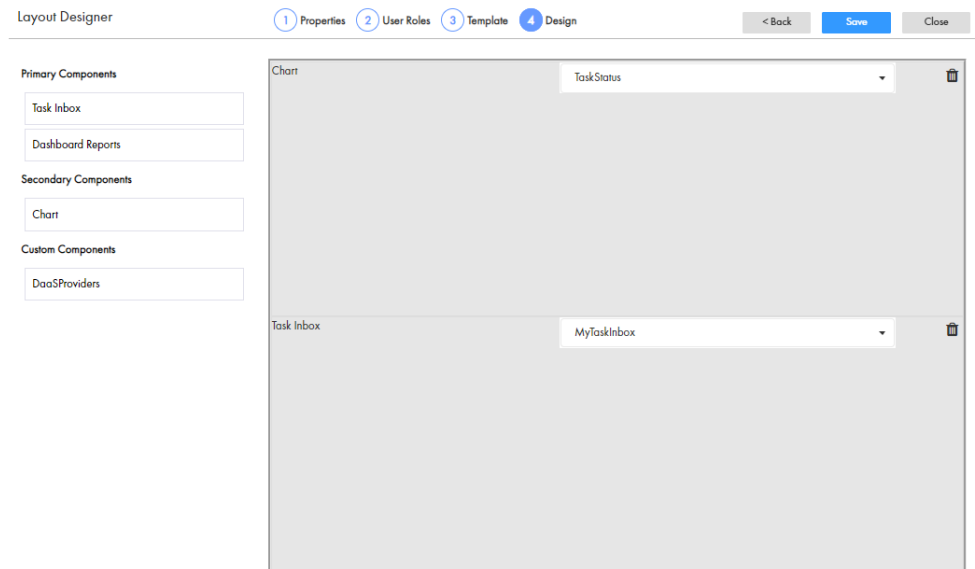 Layout Designer
1 Properties 2 User Roles 3 Template 4 Design
< Back Save Close
Primary Components
Task Inbox
Dashboard Reports
Secondary Components
Chart
Custom Components
DaaSProviders
Chart TaskStatus
Task Inbox MyTaskInbox